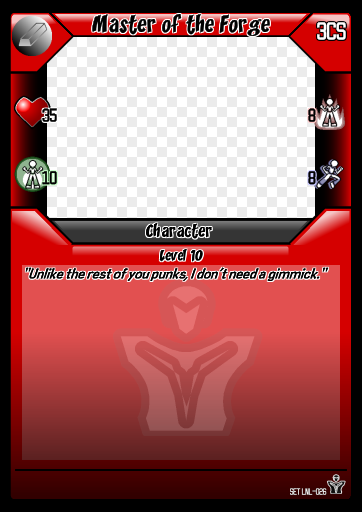 Master of the Forge
3CS
35
8
10
8
Character
Level 10
"Unlike the rest of you punks, I don't need a gimmick."
SET LNL-026